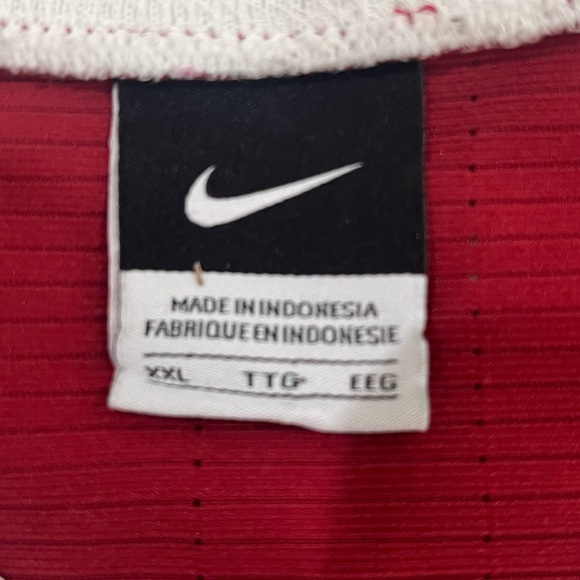 MADE IN INDONESIA
FABRIQUE EN INDONESIE
XXL TTG EEG